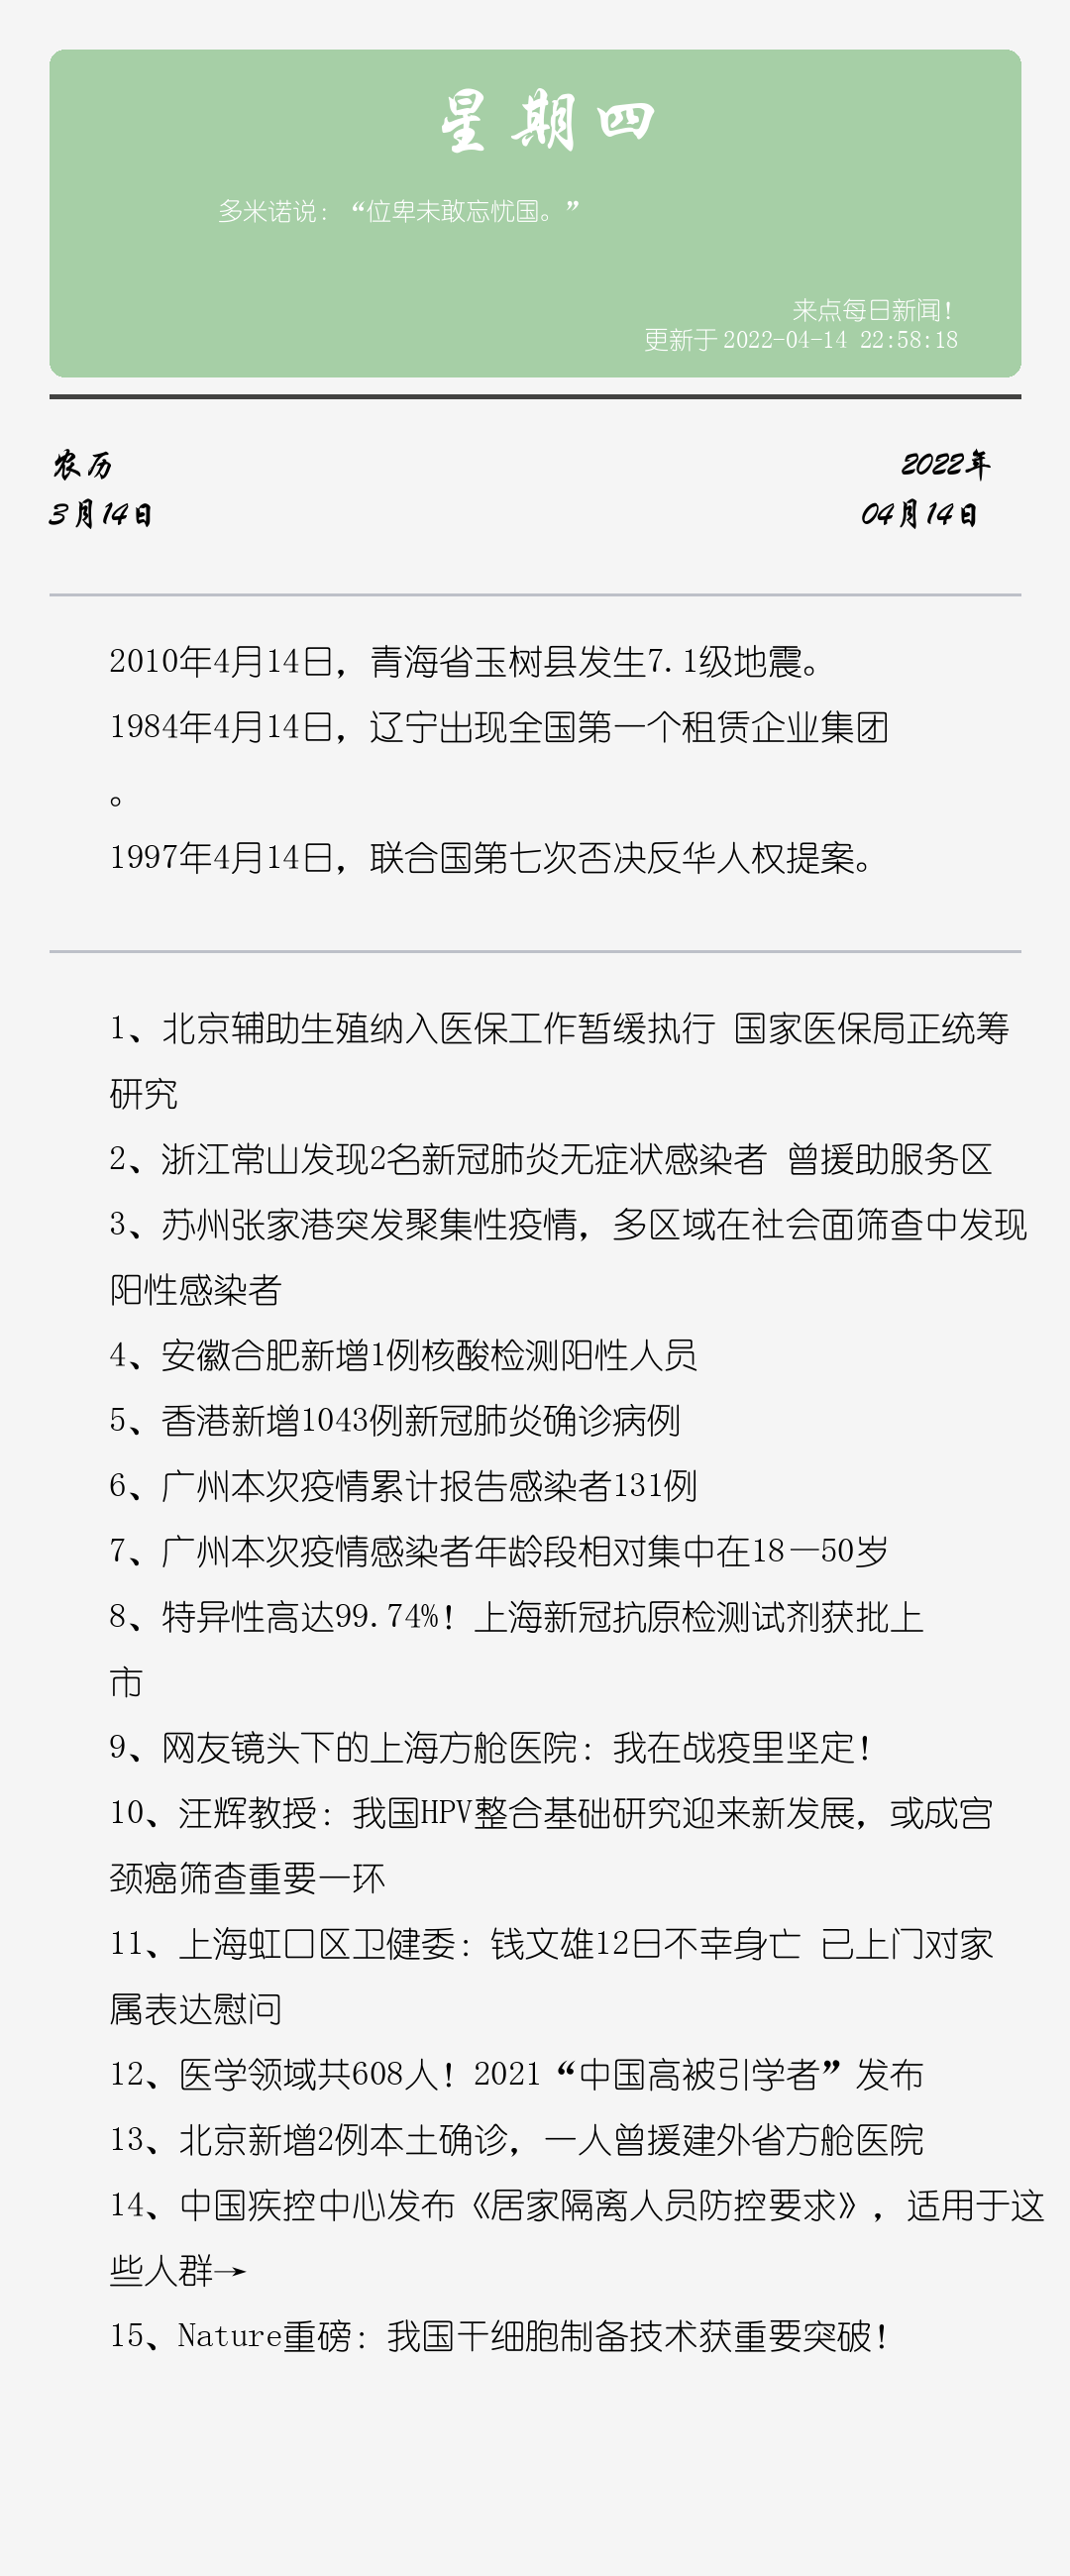 星期四
多米诺说：“位卑未敢忘忧国。”
来点每日新闻！
更新于 2022-04-14 22:58:18
农历
2022年
3月14日
04月14日
2010年4月14日，青海省玉树县发生7.1级地震。
1984年4月14日，辽宁出现全国第一个租赁企业集团
。
1997年4月14日，联合国第七次否决反华人权提案。
1、北京辅助生殖纳入医保工作暂缓执行 国家医保局正统筹
研究
2、浙江常山发现2名新冠肺炎无症状感染者 曾援助服务区
3、苏州张家港突发聚集性疫情，多区域在社会面筛查中发现
阳性感染者
4、安徽合肥新增1例核酸检测阳性人员
5、香港新增1043例新冠肺炎确诊病例
6、广州本次疫情累计报告感染者131例
7、广州本次疫情感染者年龄段相对集中在18—50岁
8、特异性高达99.74%！上海新冠抗原检测试剂获批上
市
9、网友镜头下的上海方舱医院：我在战疫里坚定！
10、汪辉教授：我国HPV整合基础研究迎来新发展，或成宫
颈癌筛查重要一环
11、上海虹口区卫健委：钱文雄12日不幸身亡 已上门对家
属表达慰问
12、医学领域共608人！2021“中国高被引学者”发布
13、北京新增2例本土确诊，一人曾援建外省方舱医院
14、中国疾控中心发布《居家隔离人员防控要求》，适用于这
些人群→
15、Nature重磅：我国干细胞制备技术获重要突破！